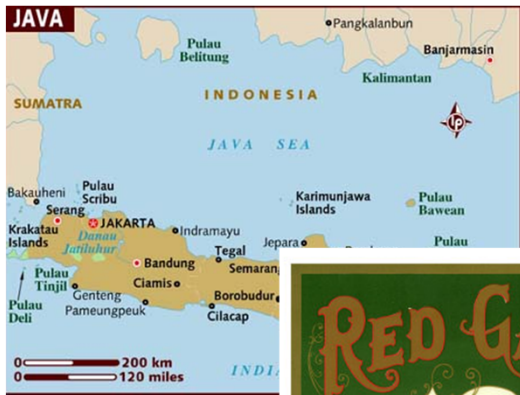 JAVA
Pangkalanbun
Pulau
Belitung
Banjarmasin
Kalimantan
SUMATRA
INDONESIA
JAVA SEA
LP
Bakauheni
Pulau
Scribu
Karimunjawa
Islands
Pulau
Bawean
Serang
JAKARTA
Krakatau
Islands
Danau
Jatiluhur
Indramayu
Jepara
Pulau
Tegal
Semarang
Bandung
Pulau
Tinjil
Ciamis
Borobudur
Genteng
Pameungpeuk
Cilacap
Pulau
Deli
0 200 km
0 120 miles
INDI
RED GA